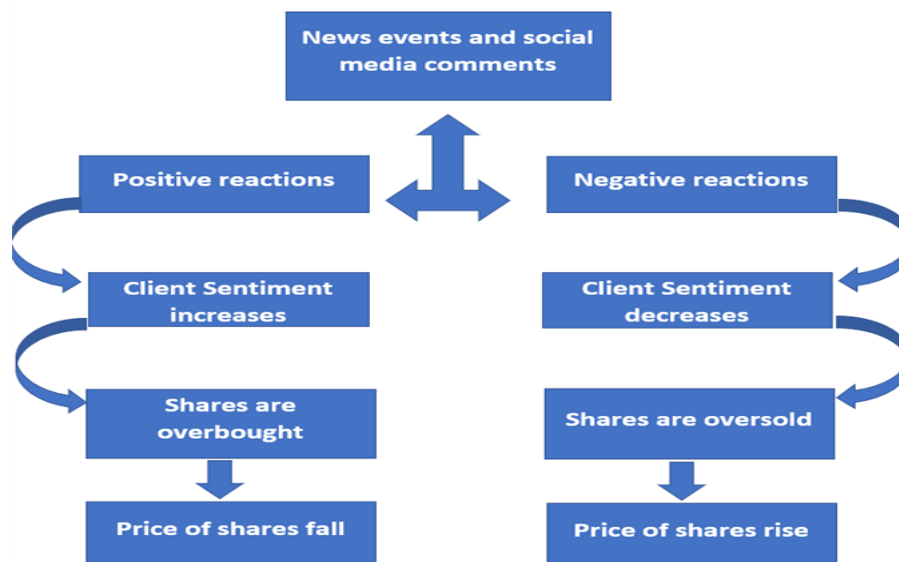 News events and social
media comments
Positive reactions
Negative reactions
Client Sentiment
increases
Client Sentiment
decreases
Shares are
overbought
Shares are oversold
Price of shares fall
Price of shares rise